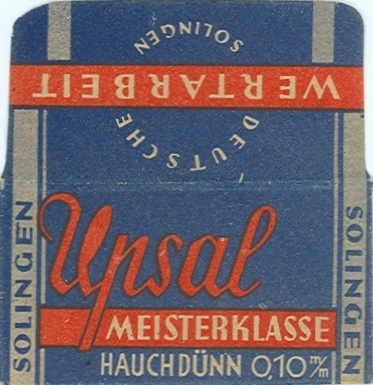 SOLINGEN
WERTARBEIT
DEUTSCHE
SOLINGEN
Upsal
SOLINGEN
MEISTERKLASSE
HAUCHDÜNN 0,10 m/m